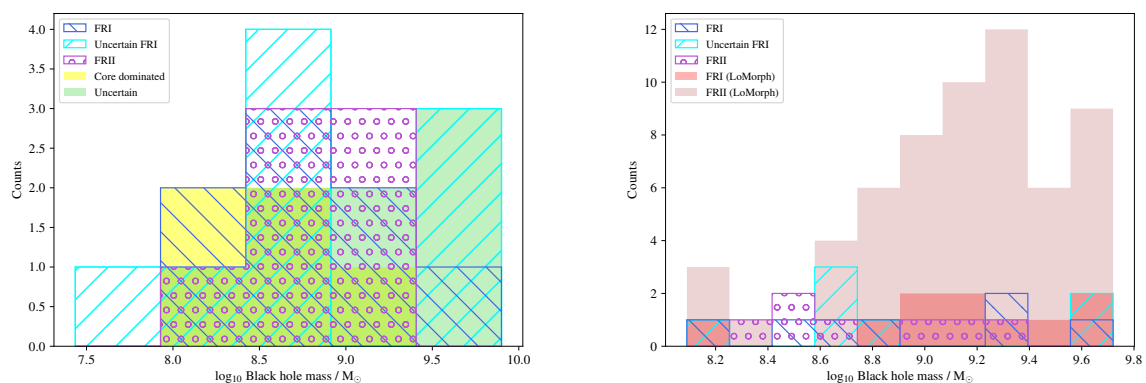 FRI
Uncertain FRI
FRII
Core dominated
Uncertain
4.0
3.5
3.0
2.5
2.0
1.5
1.0
0.5
0.0
Counts
7.5 8.0 8.5 9.0 9.5 10.0
log₁₀ Black hole mass / M☉
FRI
Uncertain FRI
FRII
FRI (LoMorph)
FRII (LoMorph)
12
10
8
6
4
2
0
Counts
8.2 8.4 8.6 8.8 9.0 9.2 9.4 9.6 9.8
log₁₀ Black hole mass / M☉